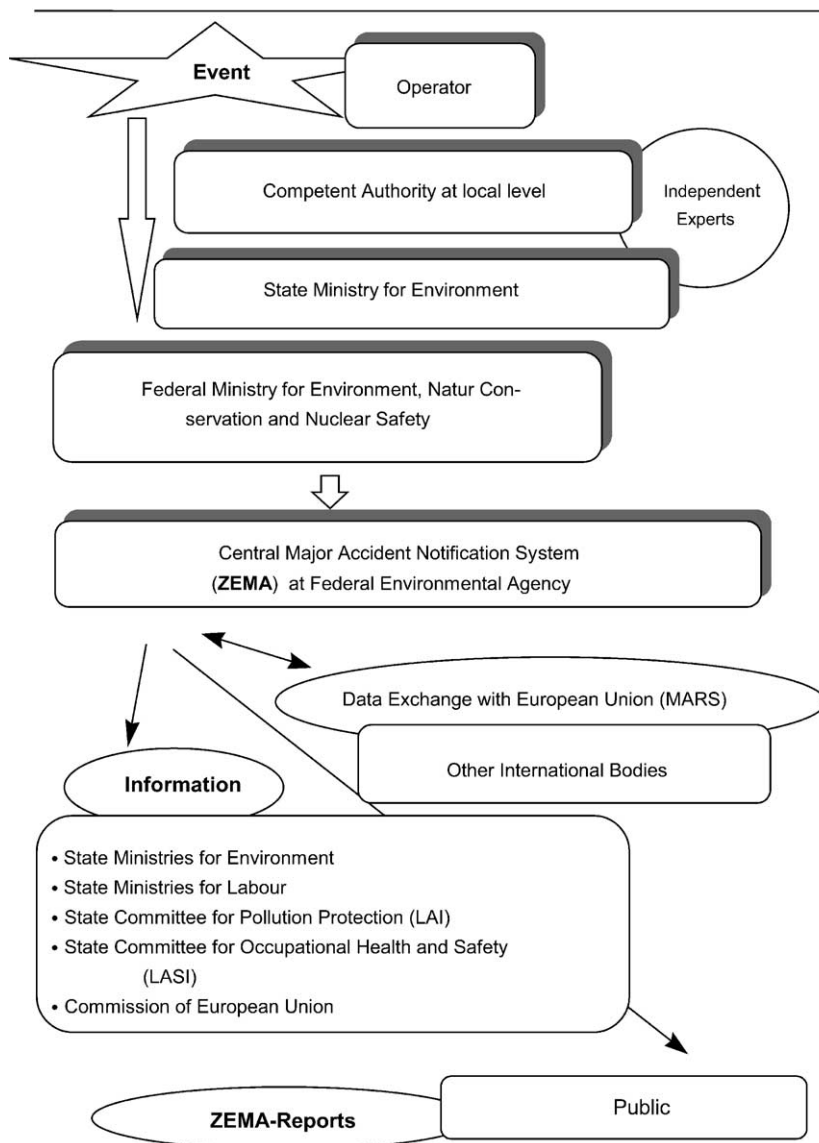 Event
Operator
Competent Authority at local level
Independent
Experts
State Ministry for Environment
Federal Ministry for Environment, Natur Con-
servation and Nuclear Safety
Central Major Accident Notification System
(ZEMA) at Federal Environmental Agency
Data Exchange with European Union (MARS)
Other International Bodies
Information
• State Ministries for Environment
• State Ministries for Labour
• State Committee for Pollution Protection (LAI)
• State Committee for Occupational Health and Safety
(LASI)
• Commission of European Union
Public
ZEMA-Reports